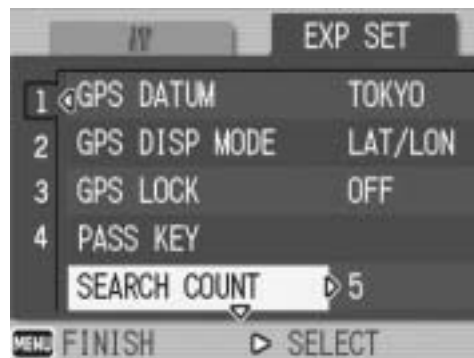 EXP SET
1 GPS DATUM TOKYO
2 GPS DISP MODE LAT/LON
3 GPS LOCK OFF
4 PASS KEY
SEARCH COUNT 5
MENU FINISH SELECT